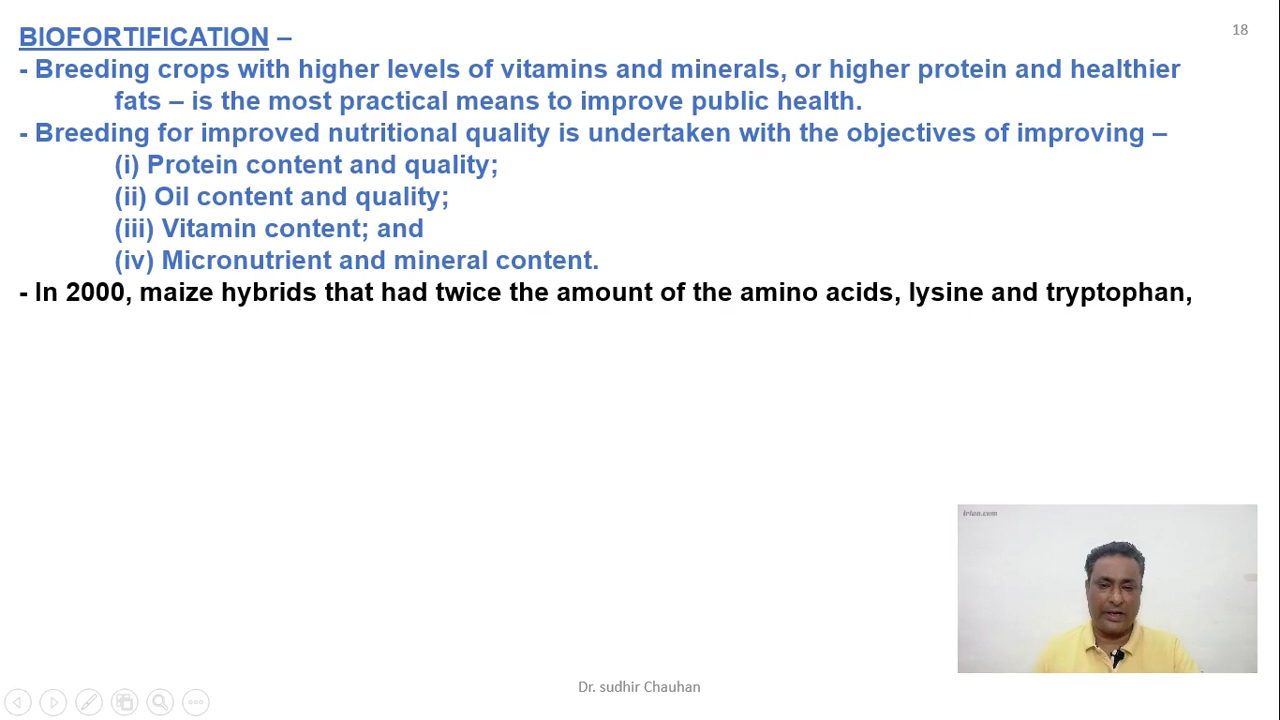 BIOFORTIFICATION –
18
- Breeding crops with higher levels of vitamins and minerals, or higher protein and healthier
fats – is the most practical means to improve public health.
- Breeding for improved nutritional quality is undertaken with the objectives of improving –
(i) Protein content and quality;
(ii) Oil content and quality;
(iii) Vitamin content; and
(iv) Micronutrient and mineral content.
- In 2000, maize hybrids that had twice the amount of the amino acids, lysine and tryptophan,
Dr. sudhir Chauhan